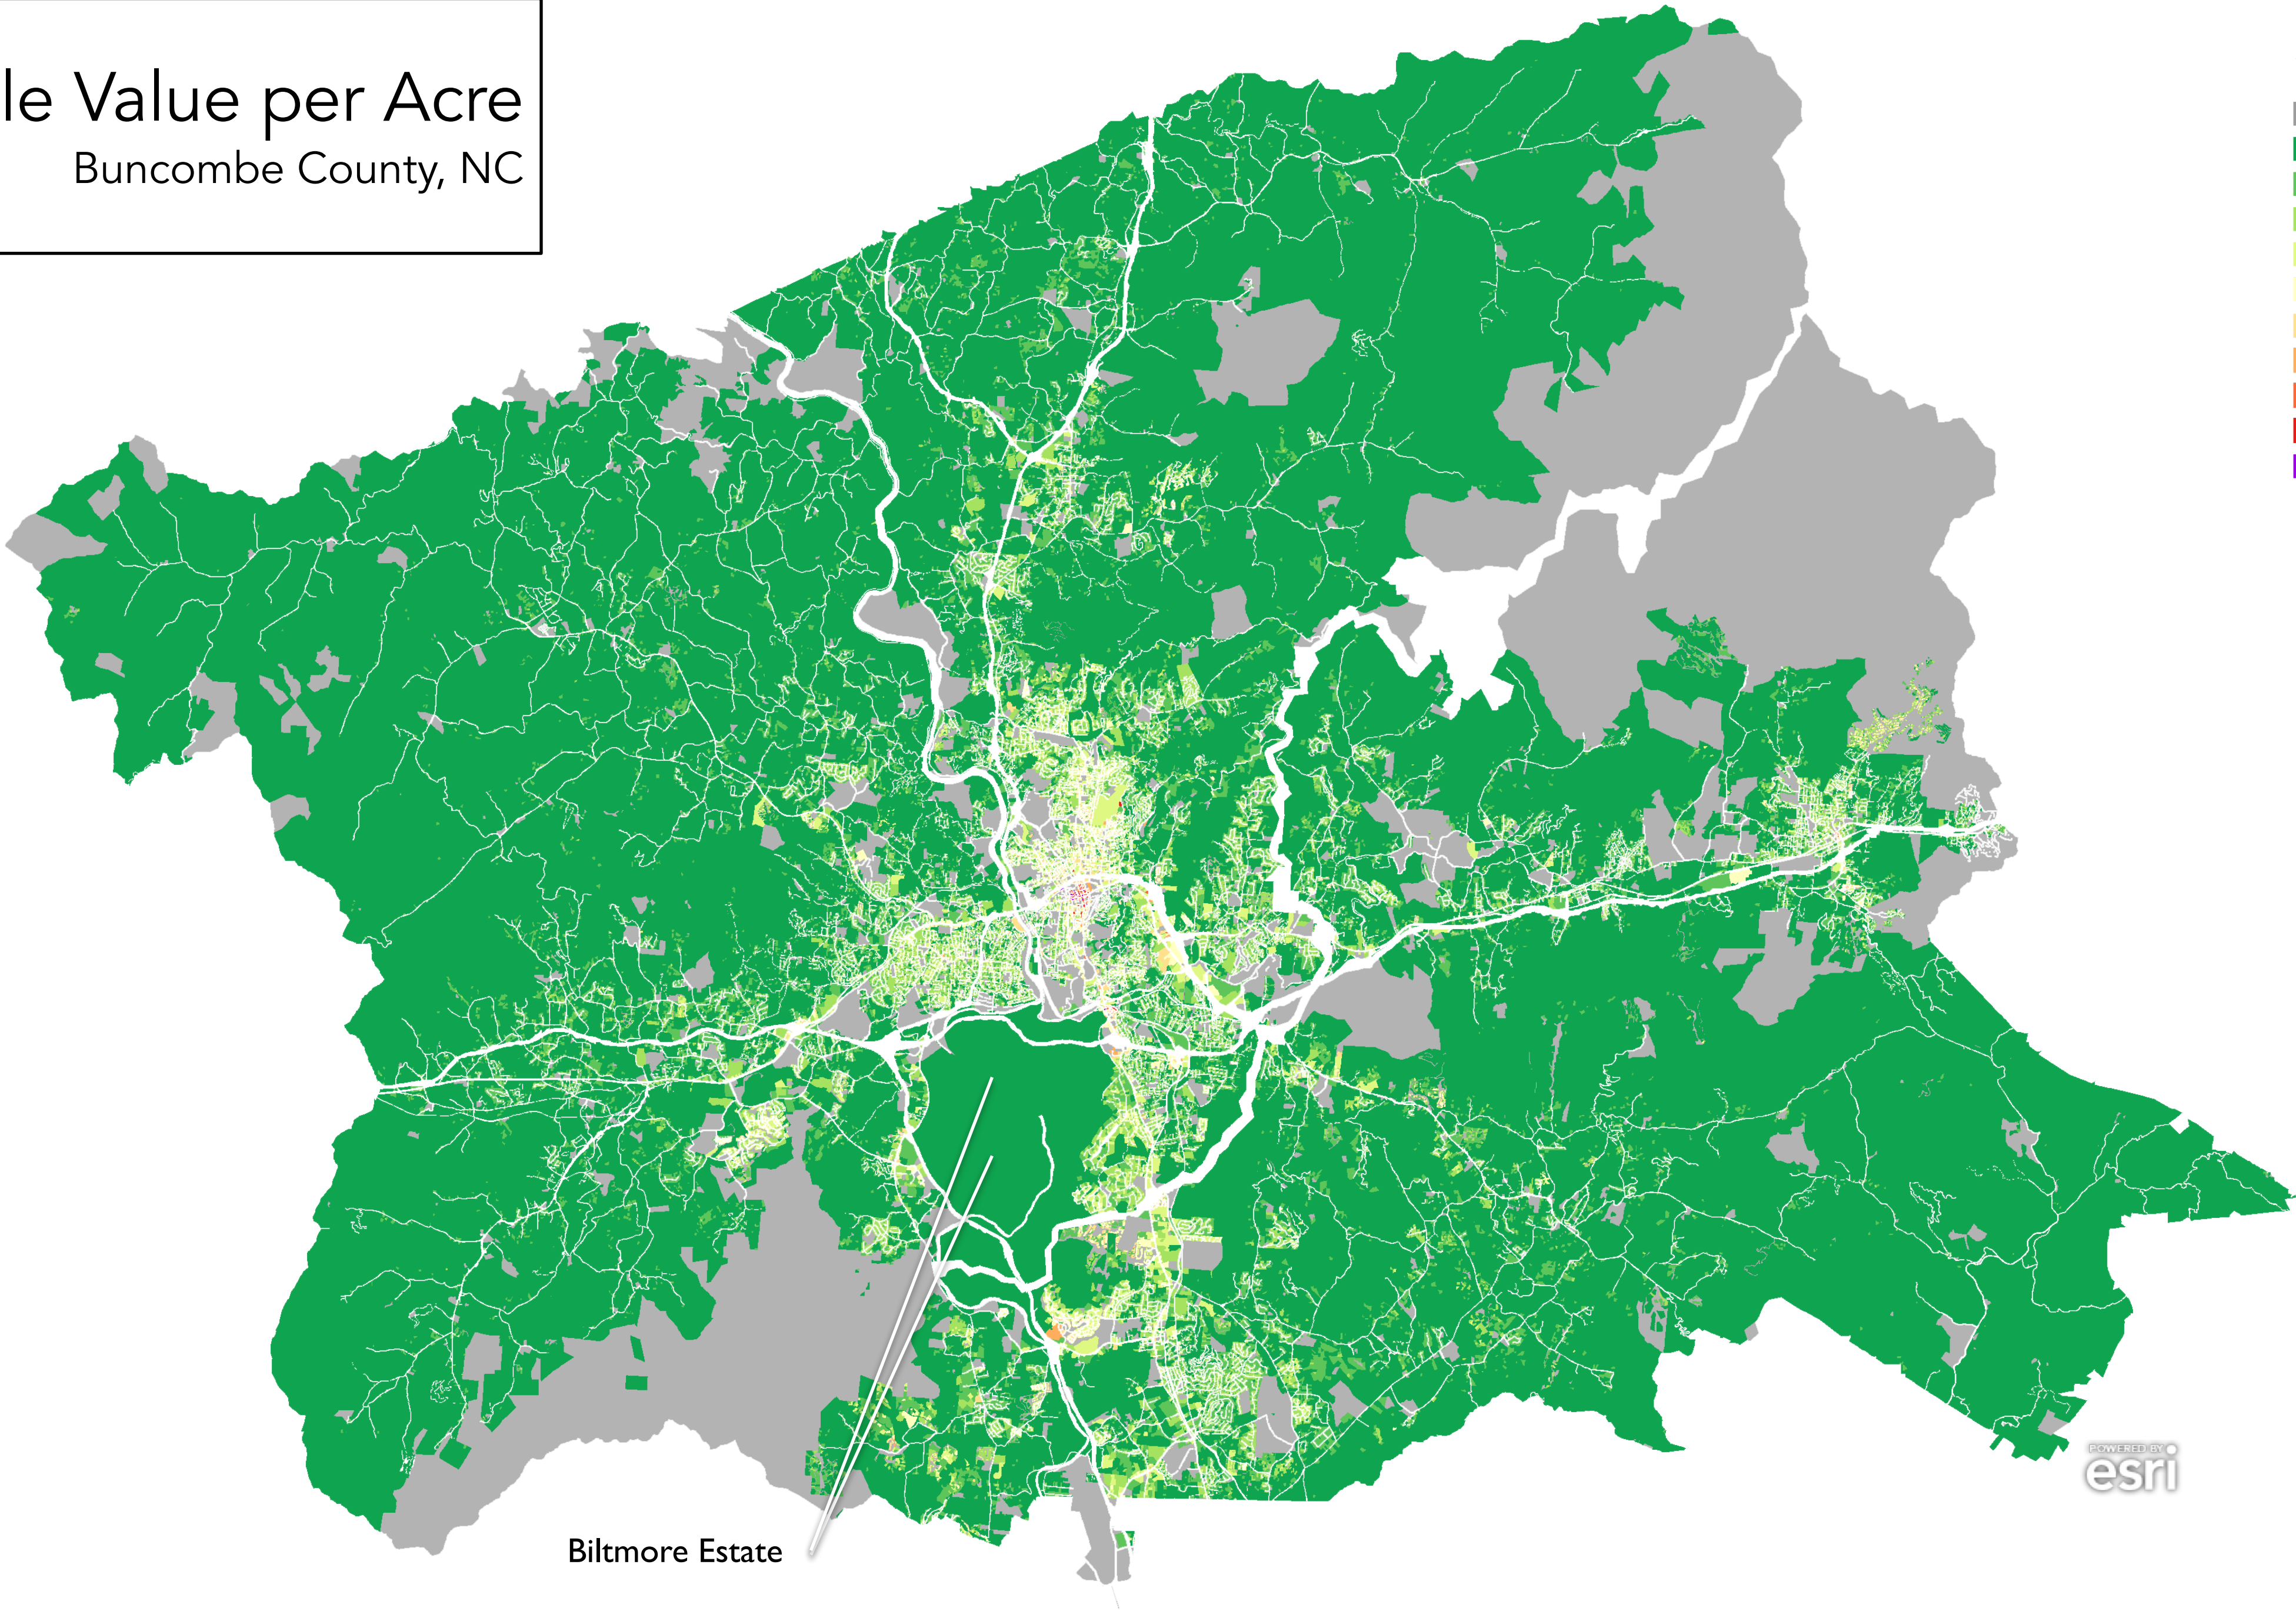 le Value per Acre
Buncombe County, NC
POWERED BY
esri
Biltmore Estate